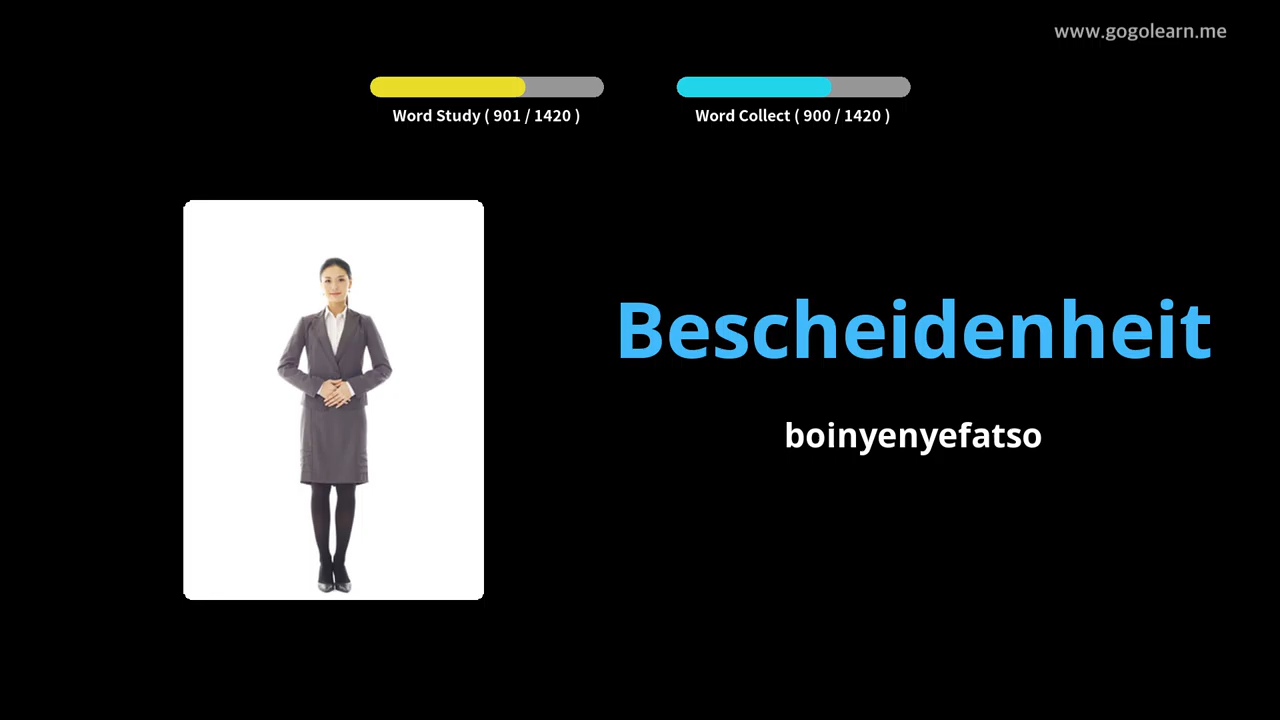 www.gogolearn.me
Word Study ( 901 / 1420 )
Word Collect ( 900 / 1420 )
Bescheidenheit
boinyenyefatso